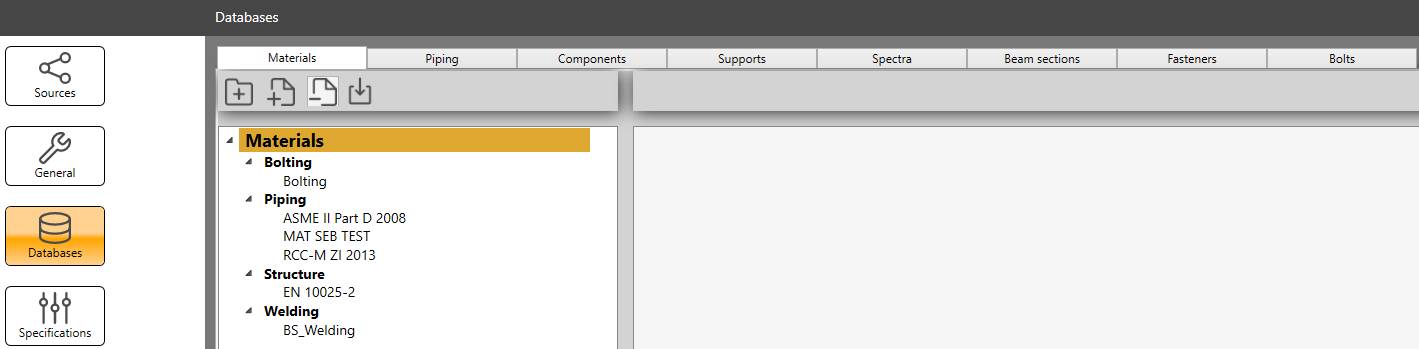 Databases
Sources
General
Databases
Specifications
Materials Piping Components Supports Spectra Beam sections Fasteners Bolts
Materials
Bolting
Bolting
Piping
ASME II Part D 2008
MAT SEB TEST
RCC-M ZI 2013
Structure
EN 10025-2
Welding
BS_Welding